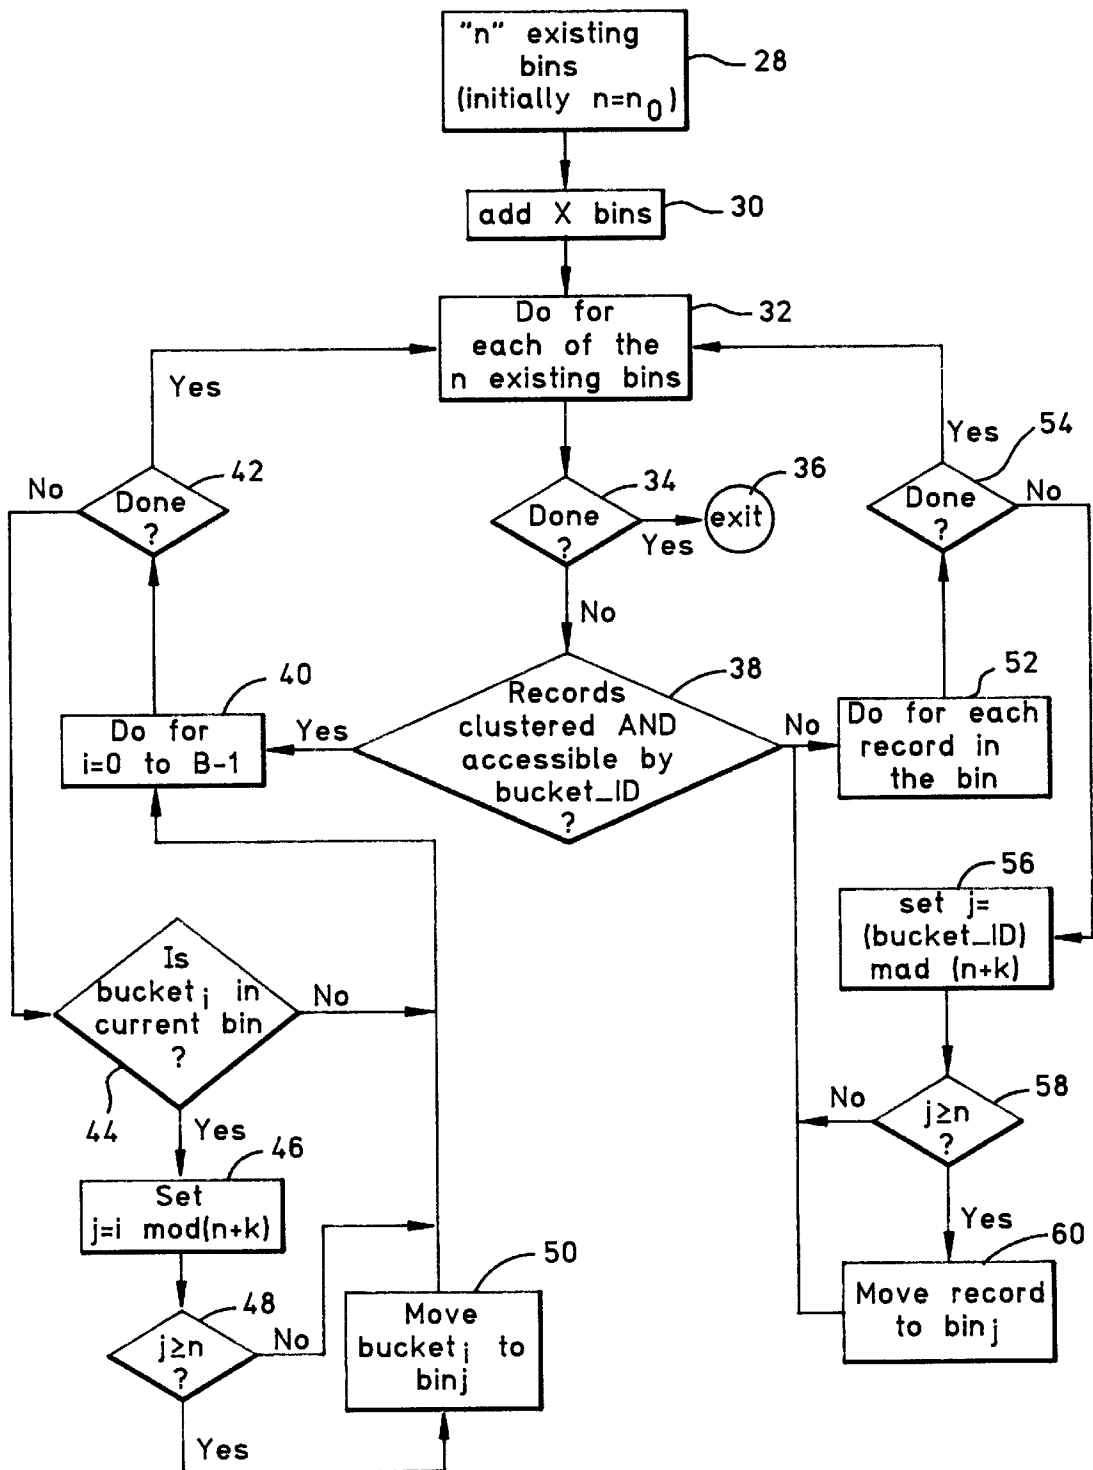 "n" existing
bins
(initially n=n0)
28
add X bins
30
Do for
each of the
n existing bins
32
Yes
Yes
54
42
34
36
No
Done
?
Done
?
Yes
exit
Done
?
No
No
40
Do for
i=0 to B-1
Yes
Records
clustered AND
accessible by
bucket_ID
?
38
No
52
Do for each
record in
the bin
56
set j=
(bucket_ID)
mad (n+k)
Is
bucketi in
current bin
?
No
44
Yes
No
j≥n
?
58
46
Set
j=i mod(n+k)
Yes
50
60
48
j≥n
?
No
Move
bucketi to
binj
Move record
to binj
Yes